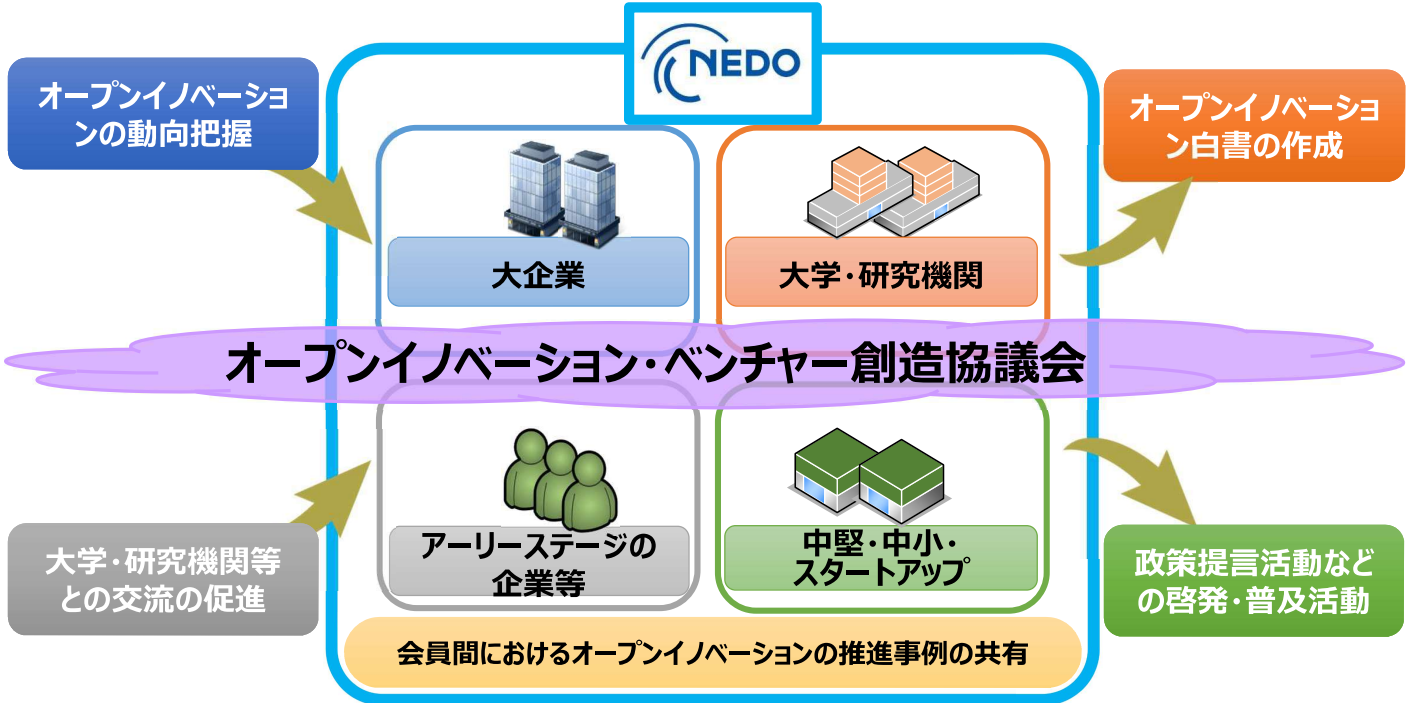 NEDO
オープンイノベーショ
ンの動向把握
オープンイノベーショ
ン白書の作成
大企業
大学・研究機関
オープンイノベーション・ベンチャー創造協議会
アーリーステージの
企業等
中堅・中小・
スタートアップ
大学・研究機関等
との交流の促進
政策提言活動など
の啓発・普及活動
会員間におけるオープンイノベーションの推進事例の共有